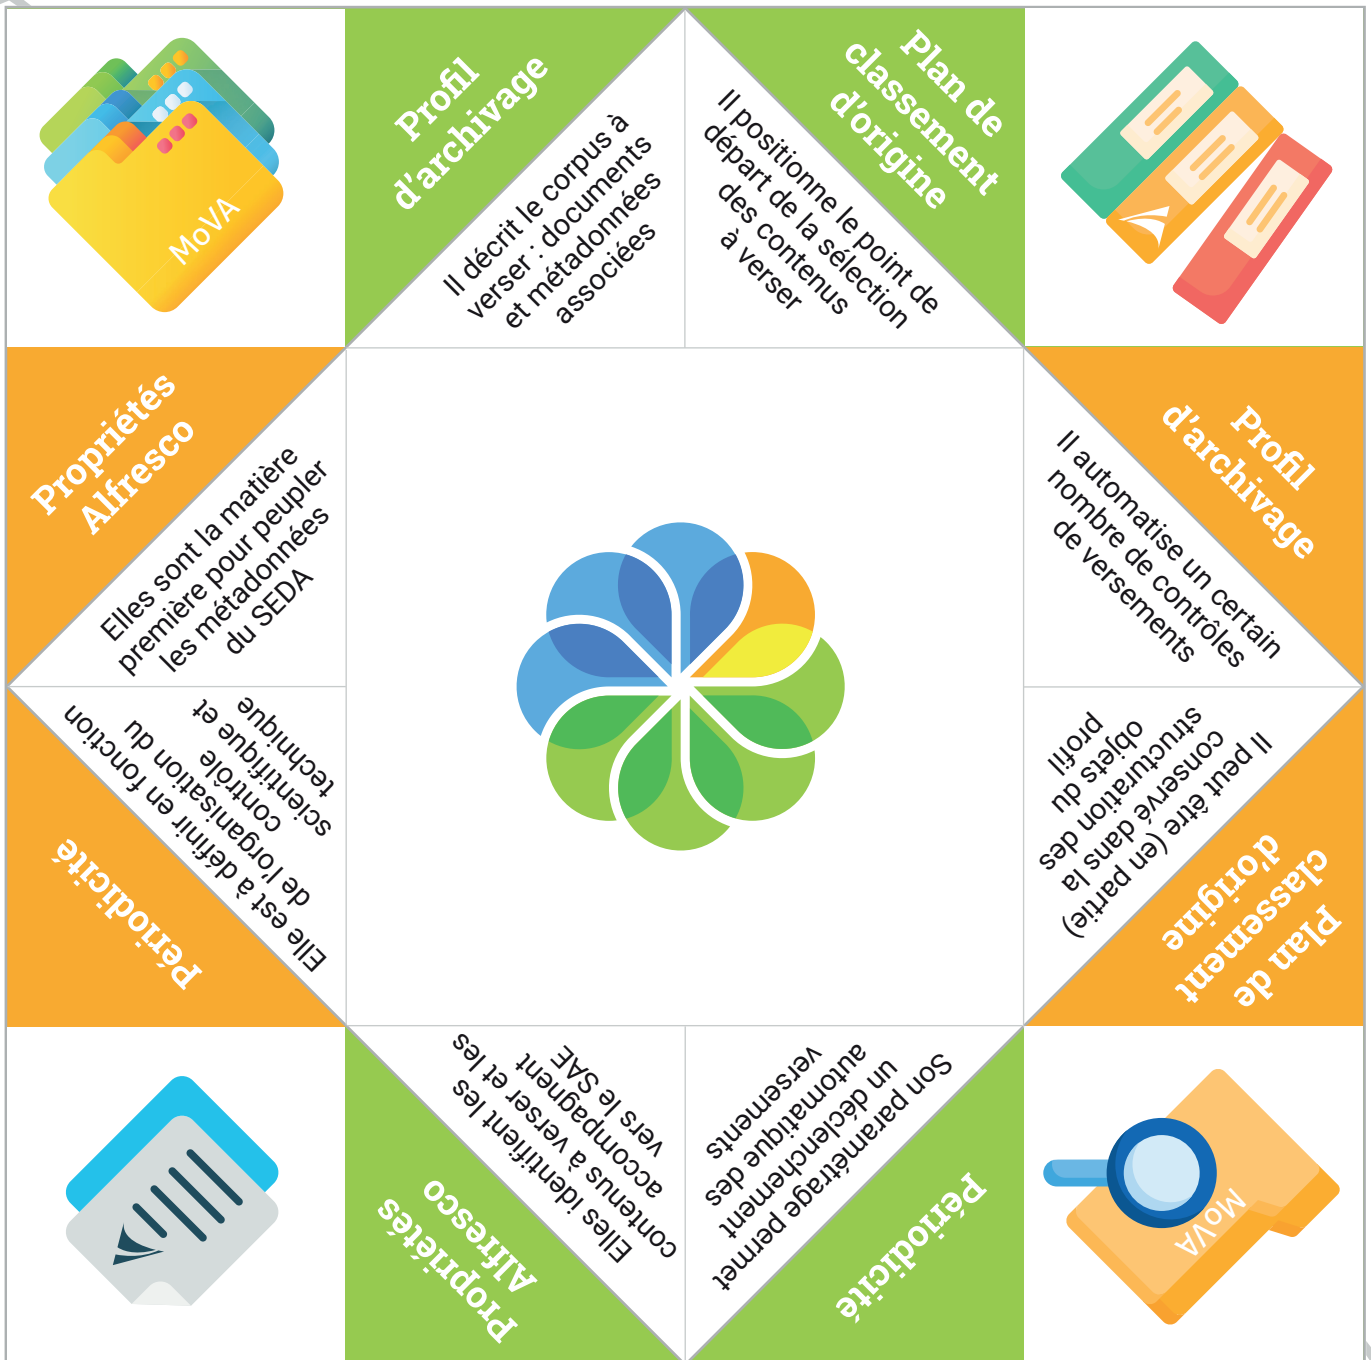 MoVA
Profil
d'archivage
Il décrit le corpus à
verser : documents
et métadonnées
associées
Plan de
classement
d'origine
Il positionne le point de
départ de la sélection
des contenus
à verser
Profil
d'archivage
Il automatise un certain
nombre de contrôles
de versements
Plan de
classement
d'origine
Il peut être (en partie)
conservé dans la
structuration des
objets du
profil
MoVA
Périodicité
Son paramétrage permet
un déclenchement
automatique des
versements
Propriétés
Alfresco
Elles identifient les
contenus à verser et les
accompagnent
vers le SAE
Périodicité
Elle est à définir en fonction
de l'organisation du
contrôle
scientifique et
technique
Propriétés
Alfresco
Elles sont la matière
première pour peupler
les métadonnées
du SEDA